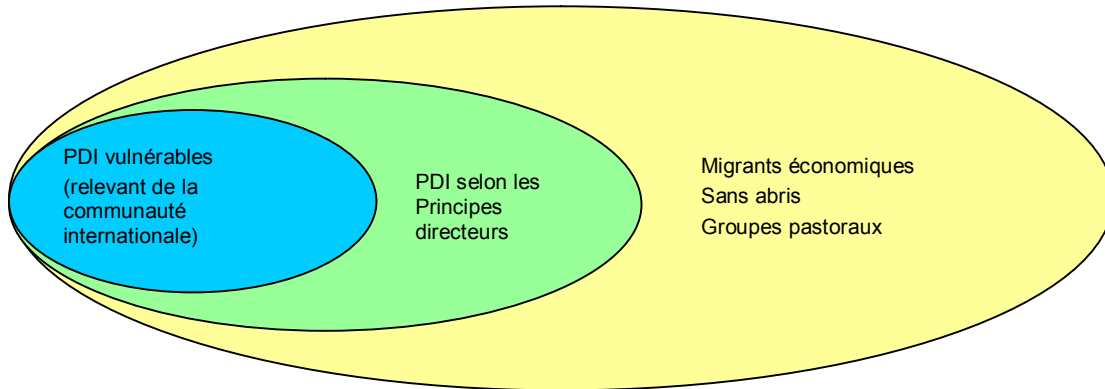 PDI vulnérables
(relevant de la
communauté
internationale)
PDI selon les
Principes
directeurs
Migrants économiques
Sans abris
Groupes pastoraux